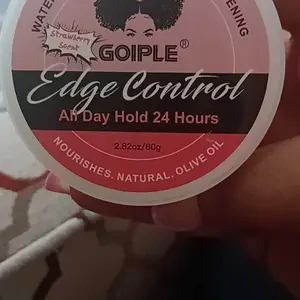 WATER
ENING
Strawberry
Scent
GOIPLE®
Edge Control
All Day Hold 24 Hours
2.82oz/80g
NOURISHES. NATURAL. OLIVE OIL